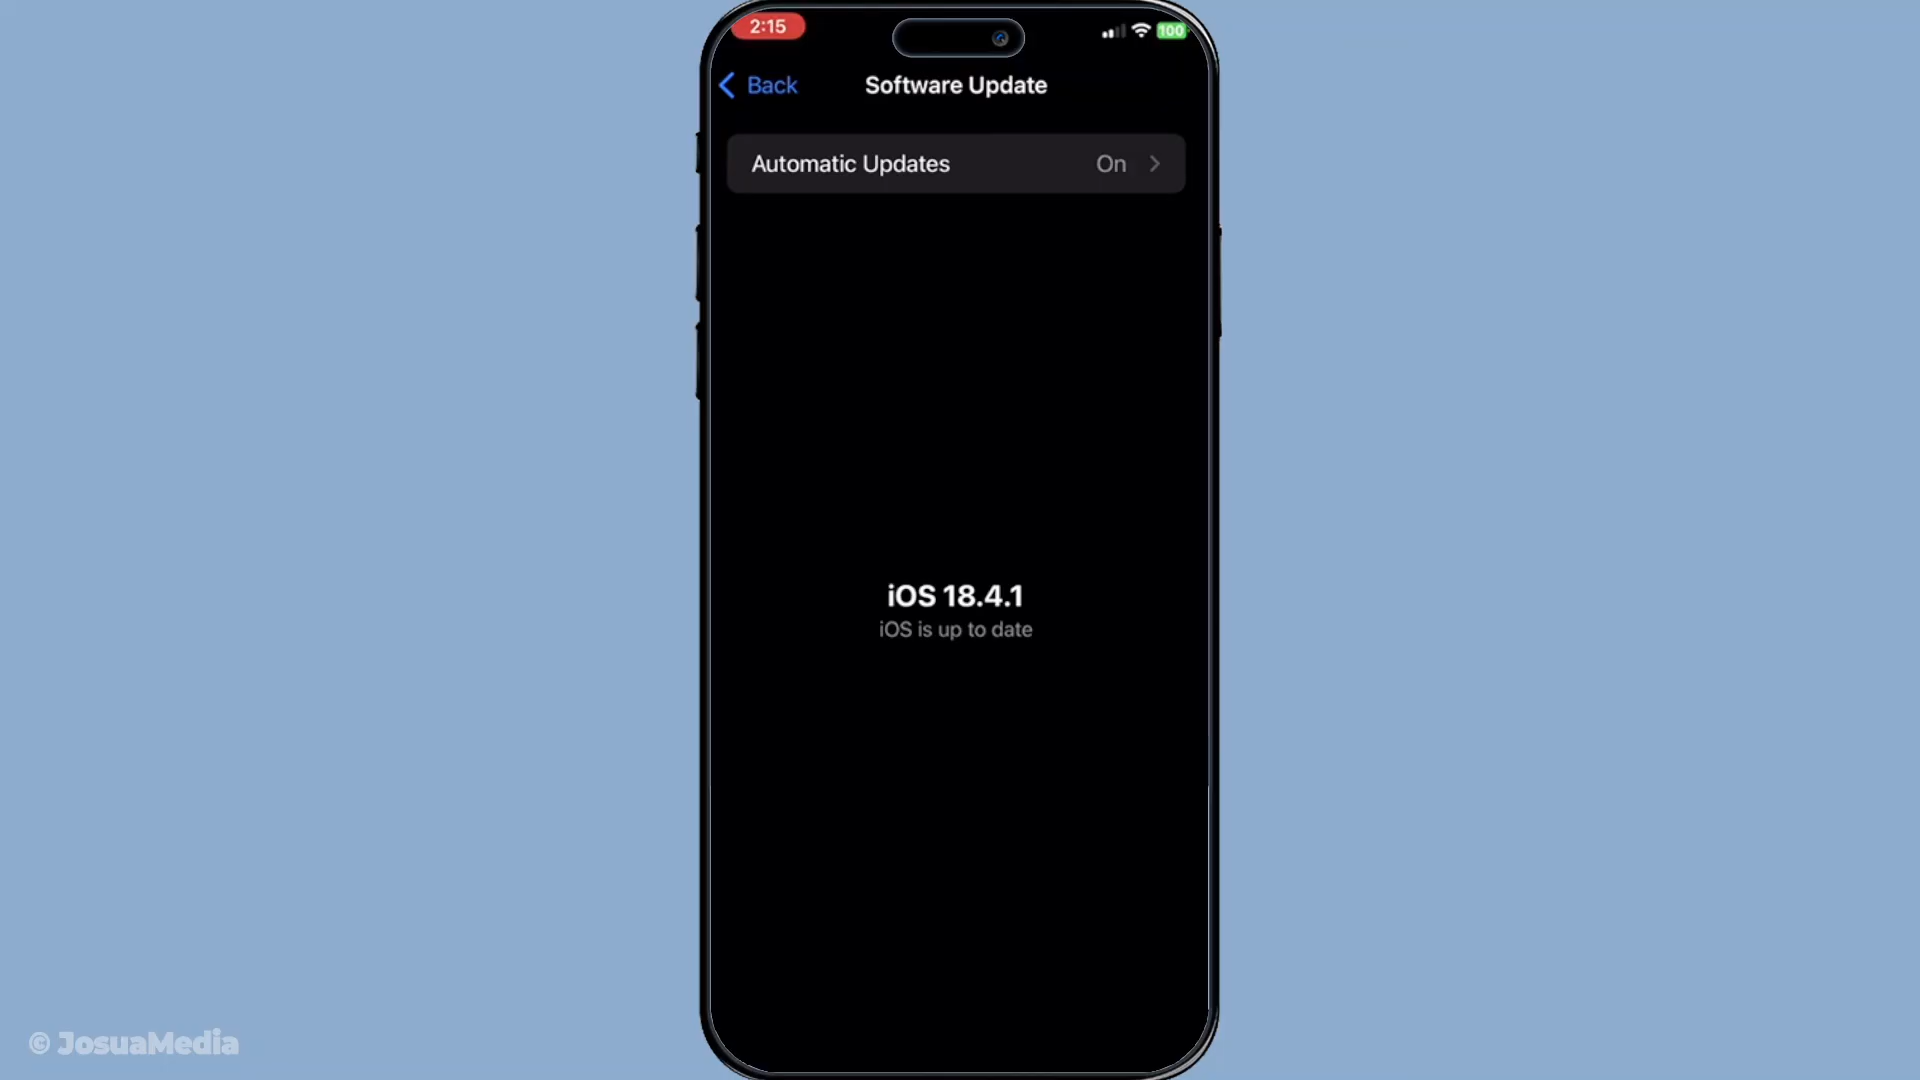 2:15
100
Back
Software Update
Automatic Updates On
iOS 18.4.1
iOS is up to date
© JosuaMedia